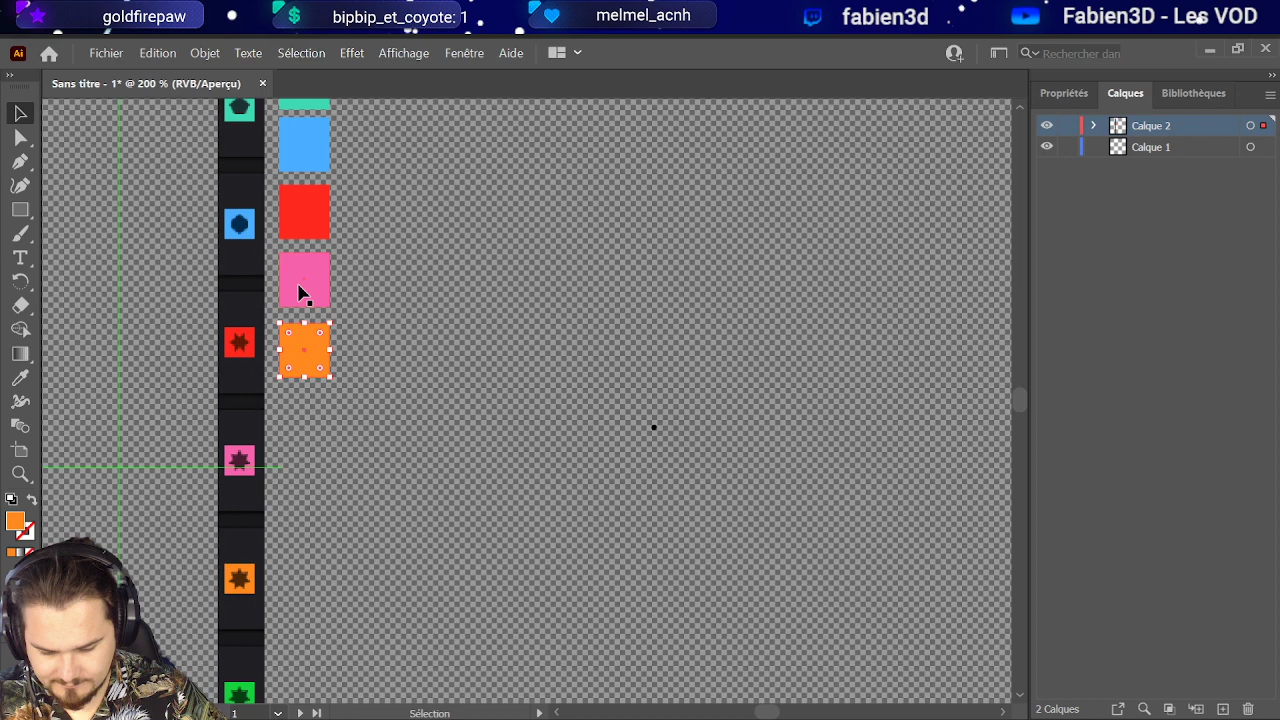 goldfirepaw
bipbip_et_coyote: 1
melmel_acnh
fabien3d
Fabien3D - Les VOD
Ai
Fichier Edition Objet Texte Sélection Effet Affichage Fenêtre Aide
Rechercher dan
Sans titre - 1* @ 200 % (RVB/Aperçu)
Propriétés Calques Bibliothèques
Calque 2
Calque 1
1
Sélection
2 Calques